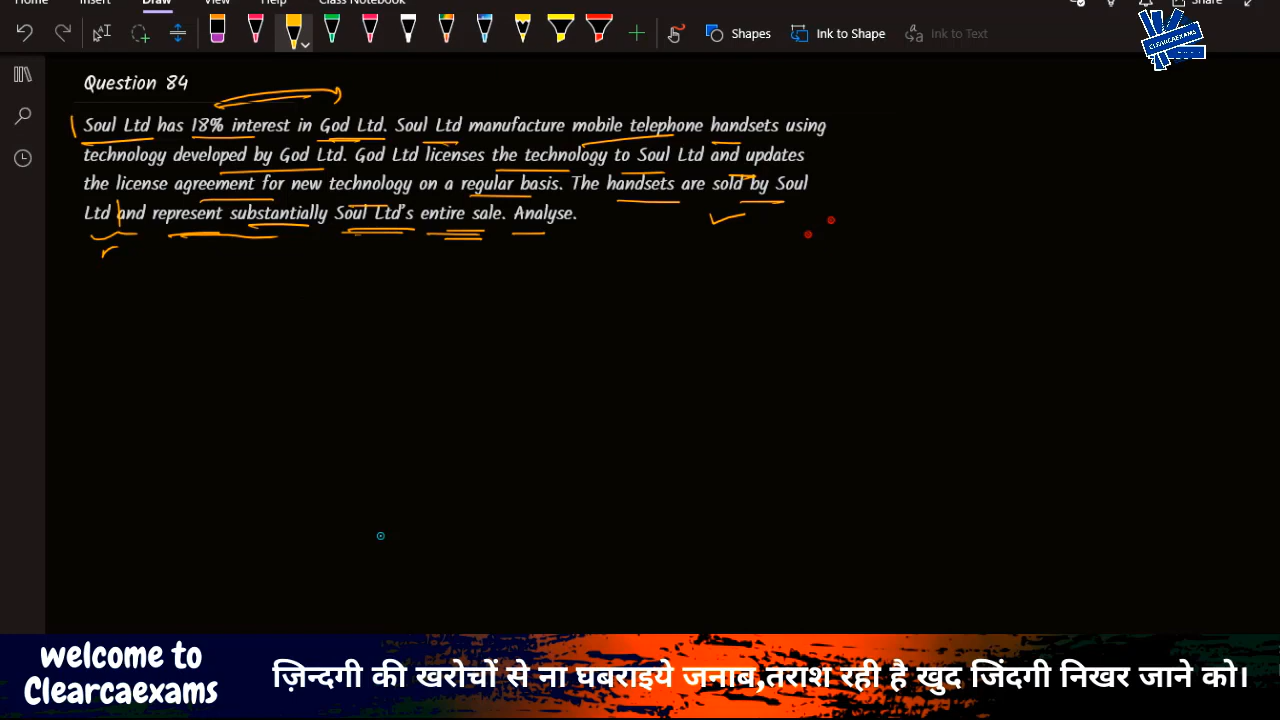 Home Insert Draw View Help Class Notebook Share
Shapes Ink to Shape Ink to Text
CLEARCAEXAMS
Question 84
Soul Ltd has 18% interest in God Ltd. Soul Ltd manufacture mobile telephone handsets using
technology developed by God Ltd. God Ltd licenses the technology to Soul Ltd and updates
the license agreement for new technology on a regular basis. The handsets are sold by Soul
Ltd and represent substantially Soul Ltd's entire sale. Analyse.
welcome to
Clearcaexams
ज़िन्दगी की खरोचों से ना घबराइये जनाब,तराश रही है खुद जिंदगी निखर जाने को।